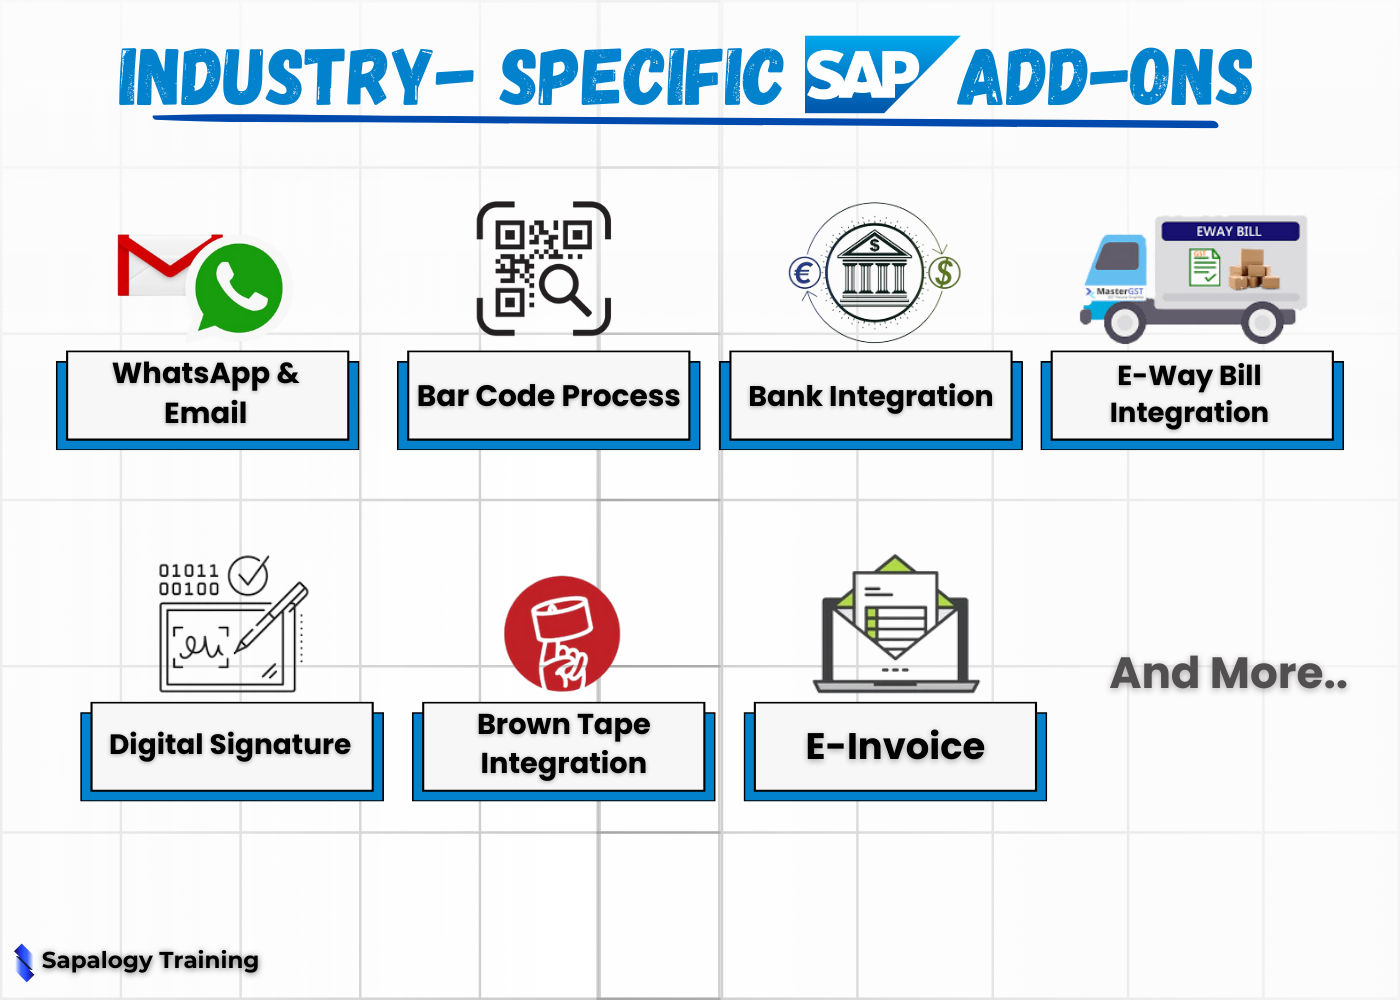 INDUSTRY- SPECIFIC SAP ADD-ONS
EWAY BILL
GST
MasterGST
WhatsApp &
Email
Bar Code Process
Bank Integration
E-Way Bill
Integration
01011
00100
Digital Signature
Brown Tape
Integration
E-Invoice
And More..
Sapalogy Training